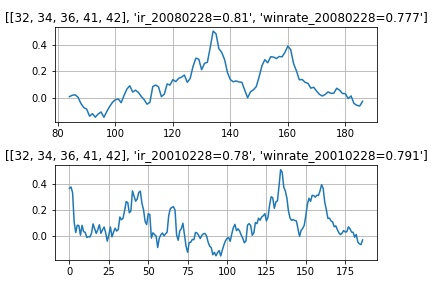 [[32, 34, 36, 41, 42], 'ir_20080228=0.81', 'winrate_20080228=0.777']
0.4
0.2
0.0
80 100 120 140 160 180
[[32, 34, 36, 41, 42], 'ir_20010228=0.78', 'winrate_20010228=0.791']
0.4
0.2
0.0
0 25 50 75 100 125 150 175